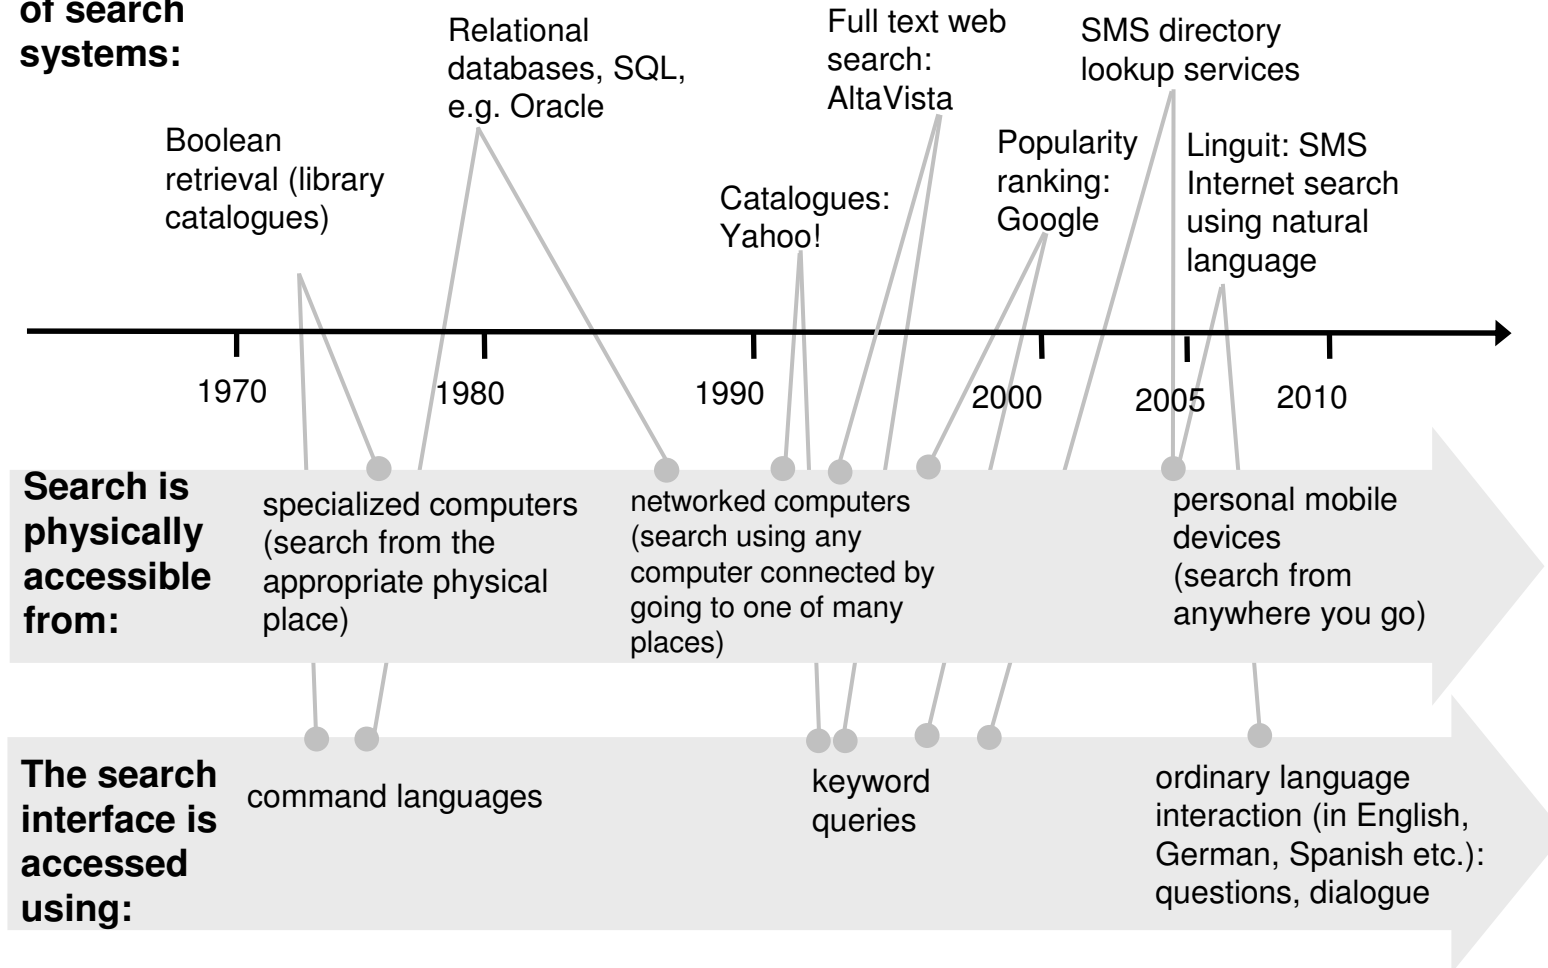 of search
systems:
Relational
databases, SQL,
e.g. Oracle
Full text web
search:
AltaVista
SMS directory
lookup services
Boolean
retrieval (library
catalogues)
Catalogues:
Yahoo!
Popularity
ranking:
Google
Linguit: SMS
Internet search
using natural
language
1970
1980
1990
2000
2005
2010
Search is
physically
accessible
from:
specialized computers
(search from the
appropriate physical
place)
networked computers
(search using any
computer connected by
going to one of many
places)
personal mobile
devices
(search from
anywhere you go)
The search
interface is
accessed
using:
command languages
keyword
queries
ordinary language
interaction (in English,
German, Spanish etc.):
questions, dialogue